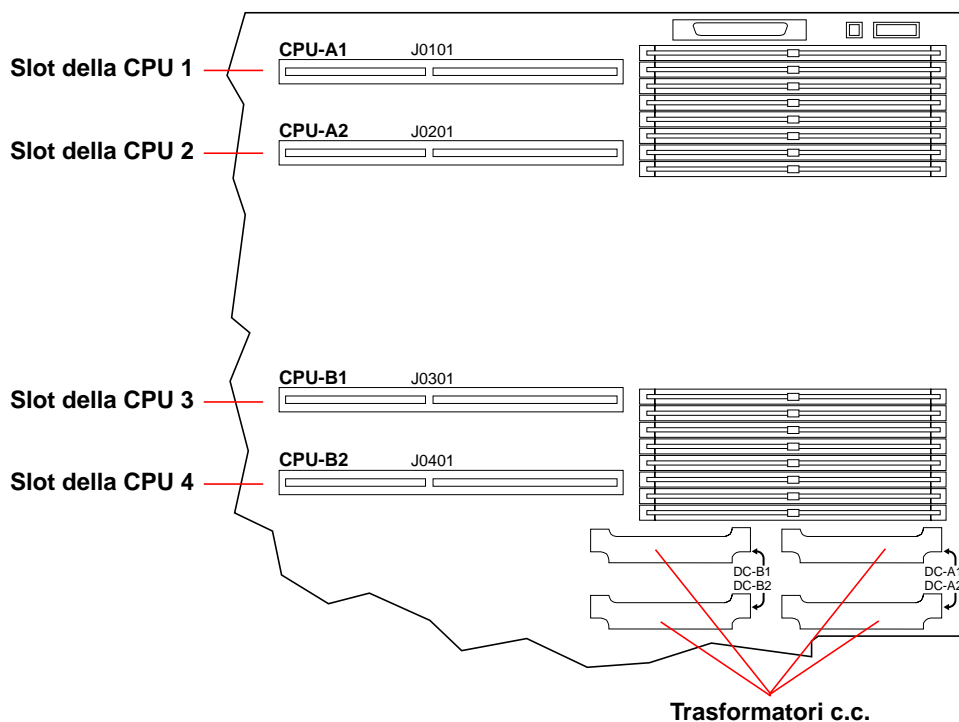 CPU-A1 J0101
Slot della CPU 1
CPU-A2 J0201
Slot della CPU 2
CPU-B1 J0301
Slot della CPU 3
CPU-B2 J0401
Slot della CPU 4
DC-B1 DC-A1
DC-B2 DC-A2
Trasformatori c.c.